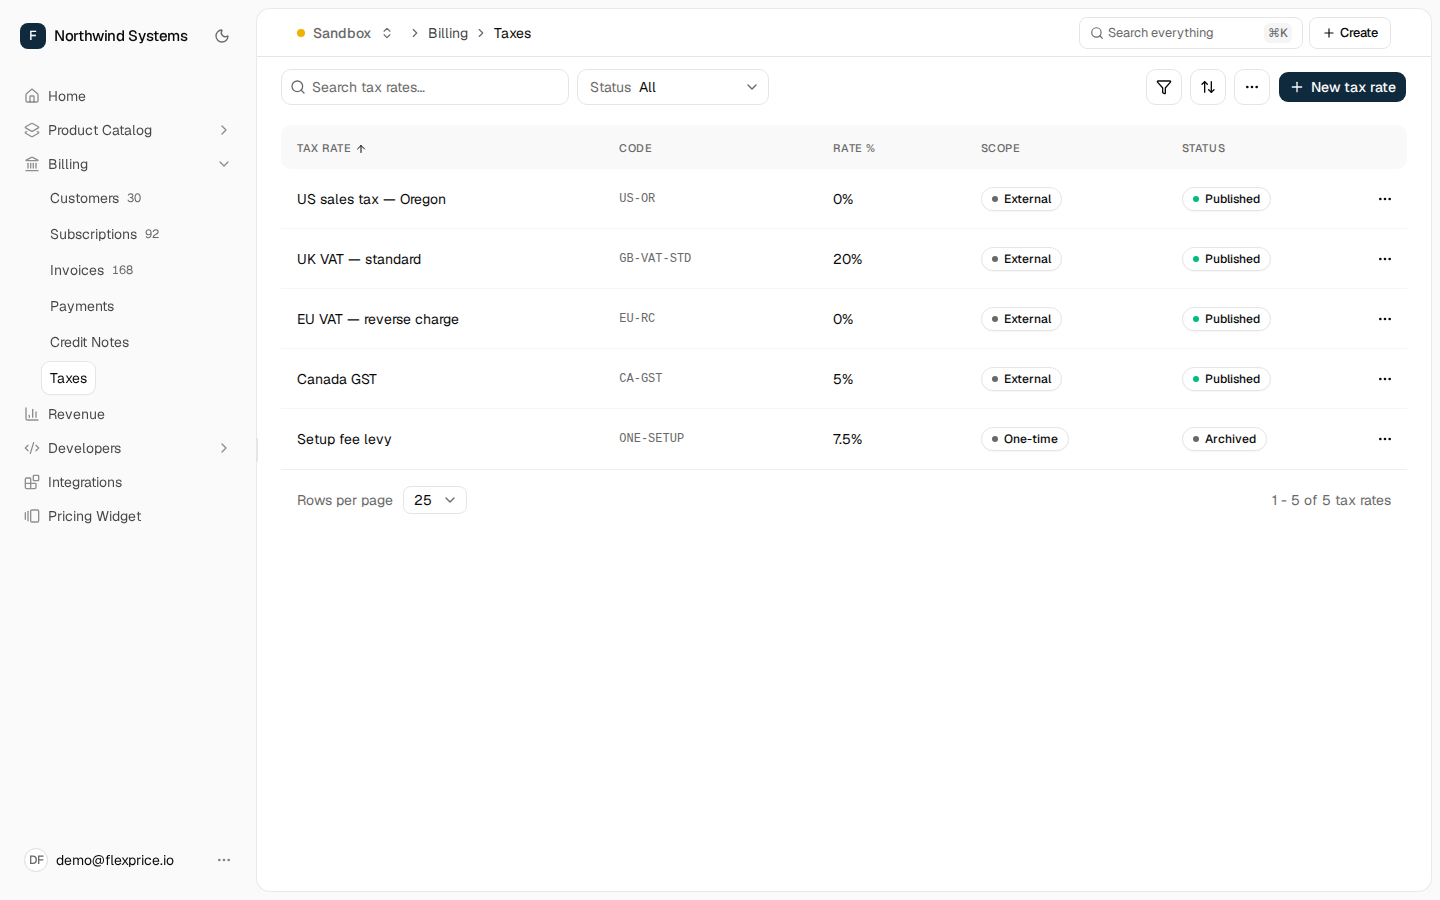 F Northwind Systems
Home
Product Catalog
Billing
Customers 30
Subscriptions 92
Invoices 168
Payments
Credit Notes
Taxes
Revenue
Developers
Integrations
Pricing Widget
DF demo@flexprice.io
Sandbox Billing Taxes
Search everything ⌘K
Create
Search tax rates...
Status All
New tax rate
TAX RATE CODE RATE % SCOPE STATUS
US sales tax — Oregon US-OR 0% External Published
UK VAT — standard GB-VAT-STD 20% External Published
EU VAT — reverse charge EU-RC 0% External Published
Canada GST CA-GST 5% External Published
Setup fee levy ONE-SETUP 7.5% One-time Archived
Rows per page 25
1 - 5 of 5 tax rates